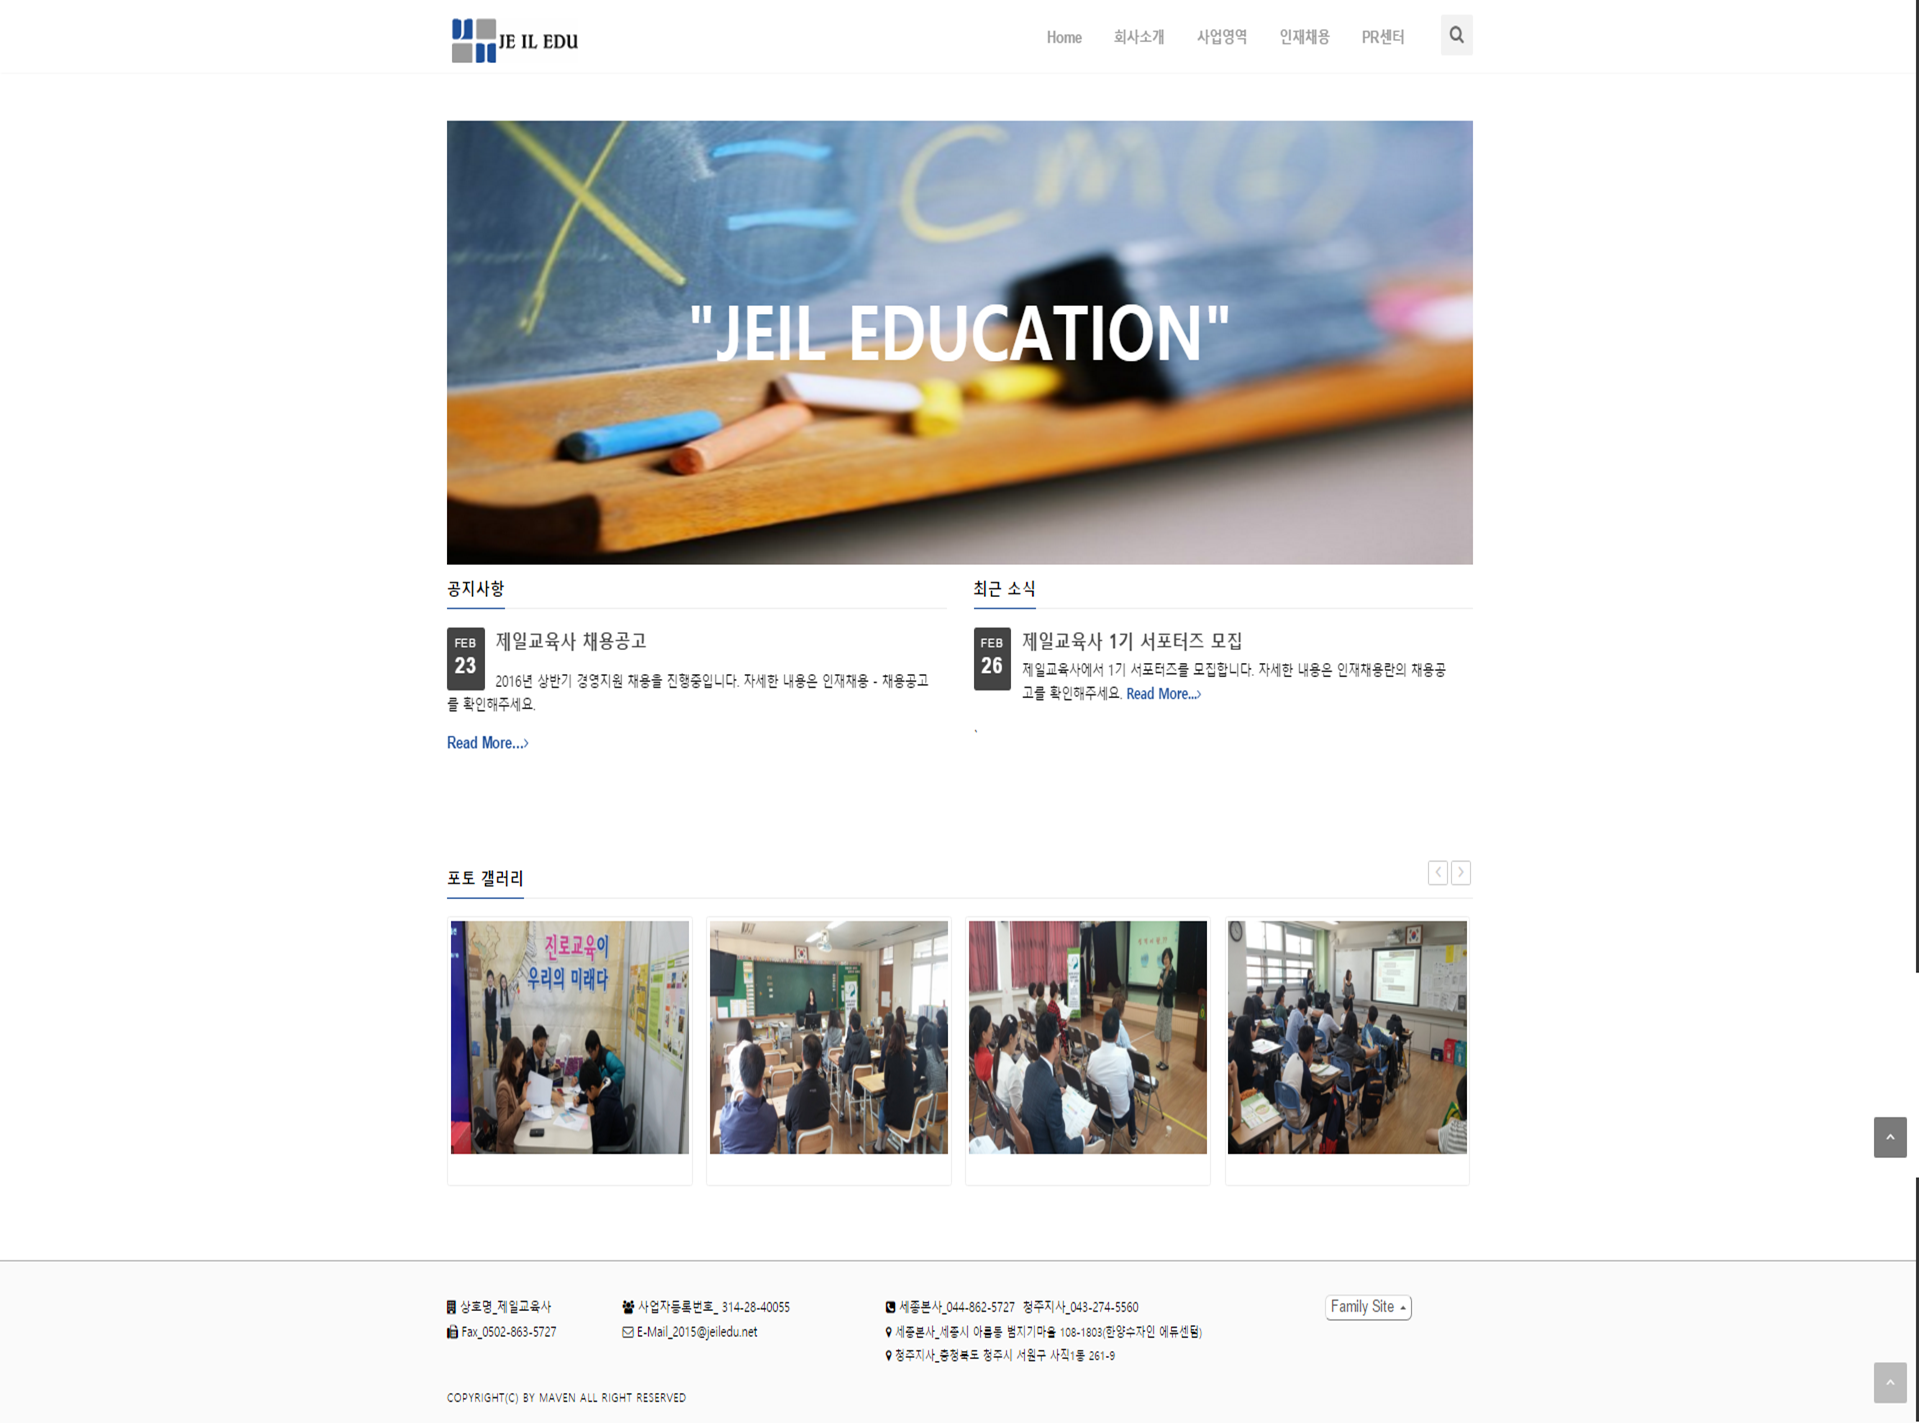 JE IL EDU
Home 회사소개 사업영역 인재채용 PR센터
"JEIL EDUCATION"
공지사항
FEB
23
제일교육사 채용공고
2016년 상반기 경영지원 채용을 진행중입니다. 자세한 내용은 인재채용 - 채용공고
를 확인해주세요.
Read More...›
최근 소식
FEB
26
제일교육사 1기 서포터즈 모집
제일교육사에서 1기 서포터즈를 모집합니다. 자세한 내용은 인재채용란의 채용공
고를 확인해주세요. Read More...›
`
포토 갤러리
진로교육이
우리의 미래다
상호명_제일교육사
Fax_0502-863-5727
사업자등록번호_ 314-28-40055
E-Mail_2015@jeiledu.net
세종본사_044-862-5727 청주지사_043-274-5560
세종본사_세종시 아름동 범지기마을 108-1803(한양수자인 에듀센텀)
청주지사_충청북도 청주시 서원구 사직1동 261-9
Family Site
COPYRIGHT(C) BY MAVEN ALL RIGHT RESERVED